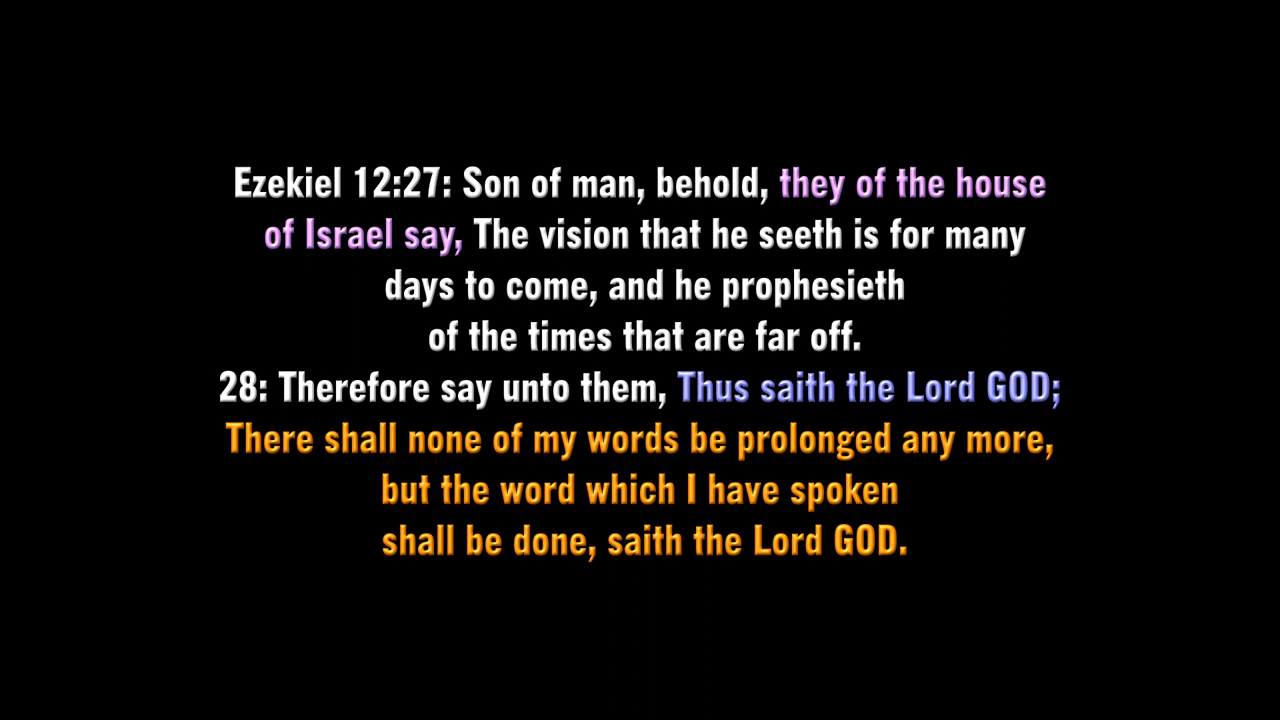 Ezekiel 12:27: Son of man, behold, they of the house
of Israel say, The vision that he seeth is for many
days to come, and he prophesieth
of the times that are far off.
28: Therefore say unto them, Thus saith the Lord GOD;
There shall none of my words be prolonged any more,
but the word which I have spoken
shall be done, saith the Lord GOD.